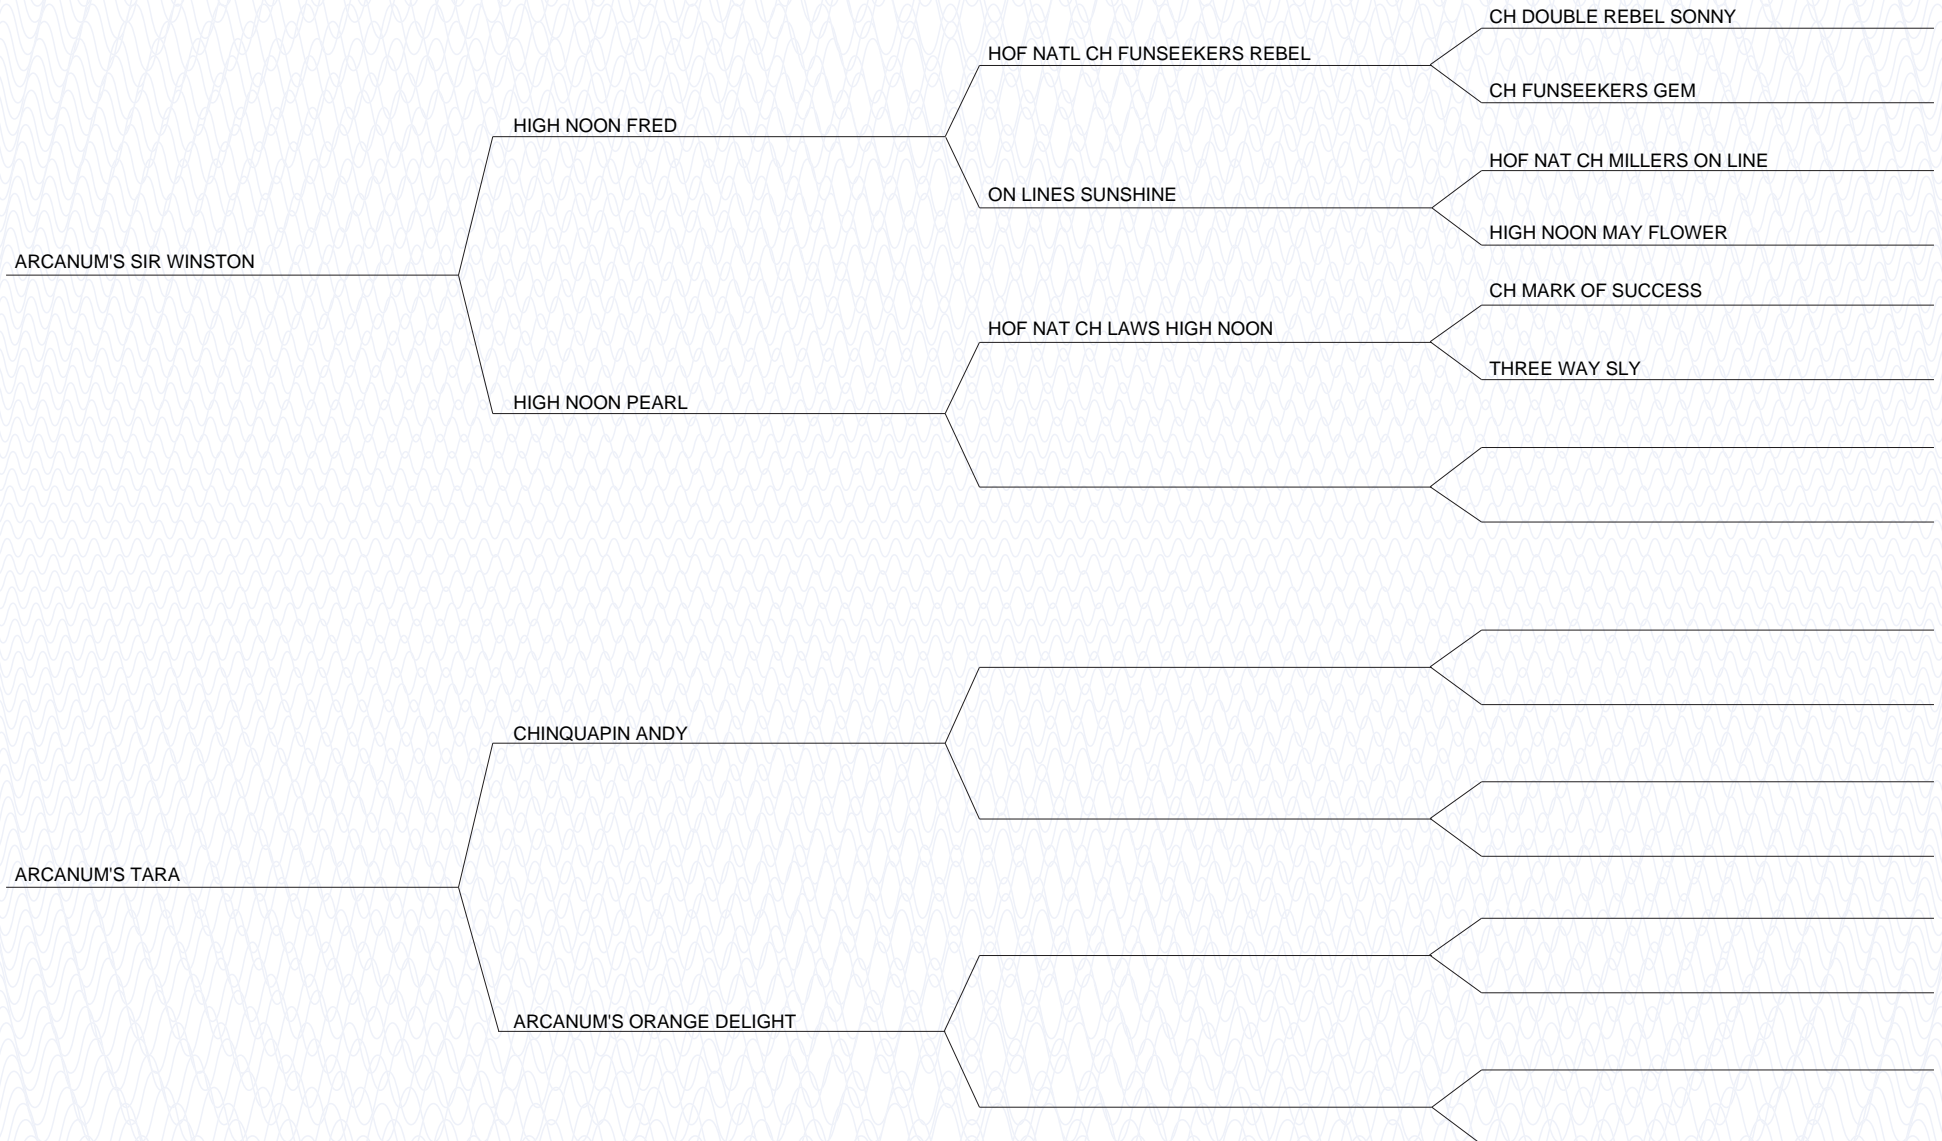 CH DOUBLE REBEL SONNY
HOF NATL CH FUNSEEKERS REBEL
CH FUNSEEKERS GEM
HIGH NOON FRED
HOF NAT CH MILLERS ON LINE
ON LINES SUNSHINE
HIGH NOON MAY FLOWER
ARCANUM'S SIR WINSTON
CH MARK OF SUCCESS
HOF NAT CH LAWS HIGH NOON
THREE WAY SLY
HIGH NOON PEARL
CHINQUAPIN ANDY
ARCANUM'S TARA
ARCANUM'S ORANGE DELIGHT